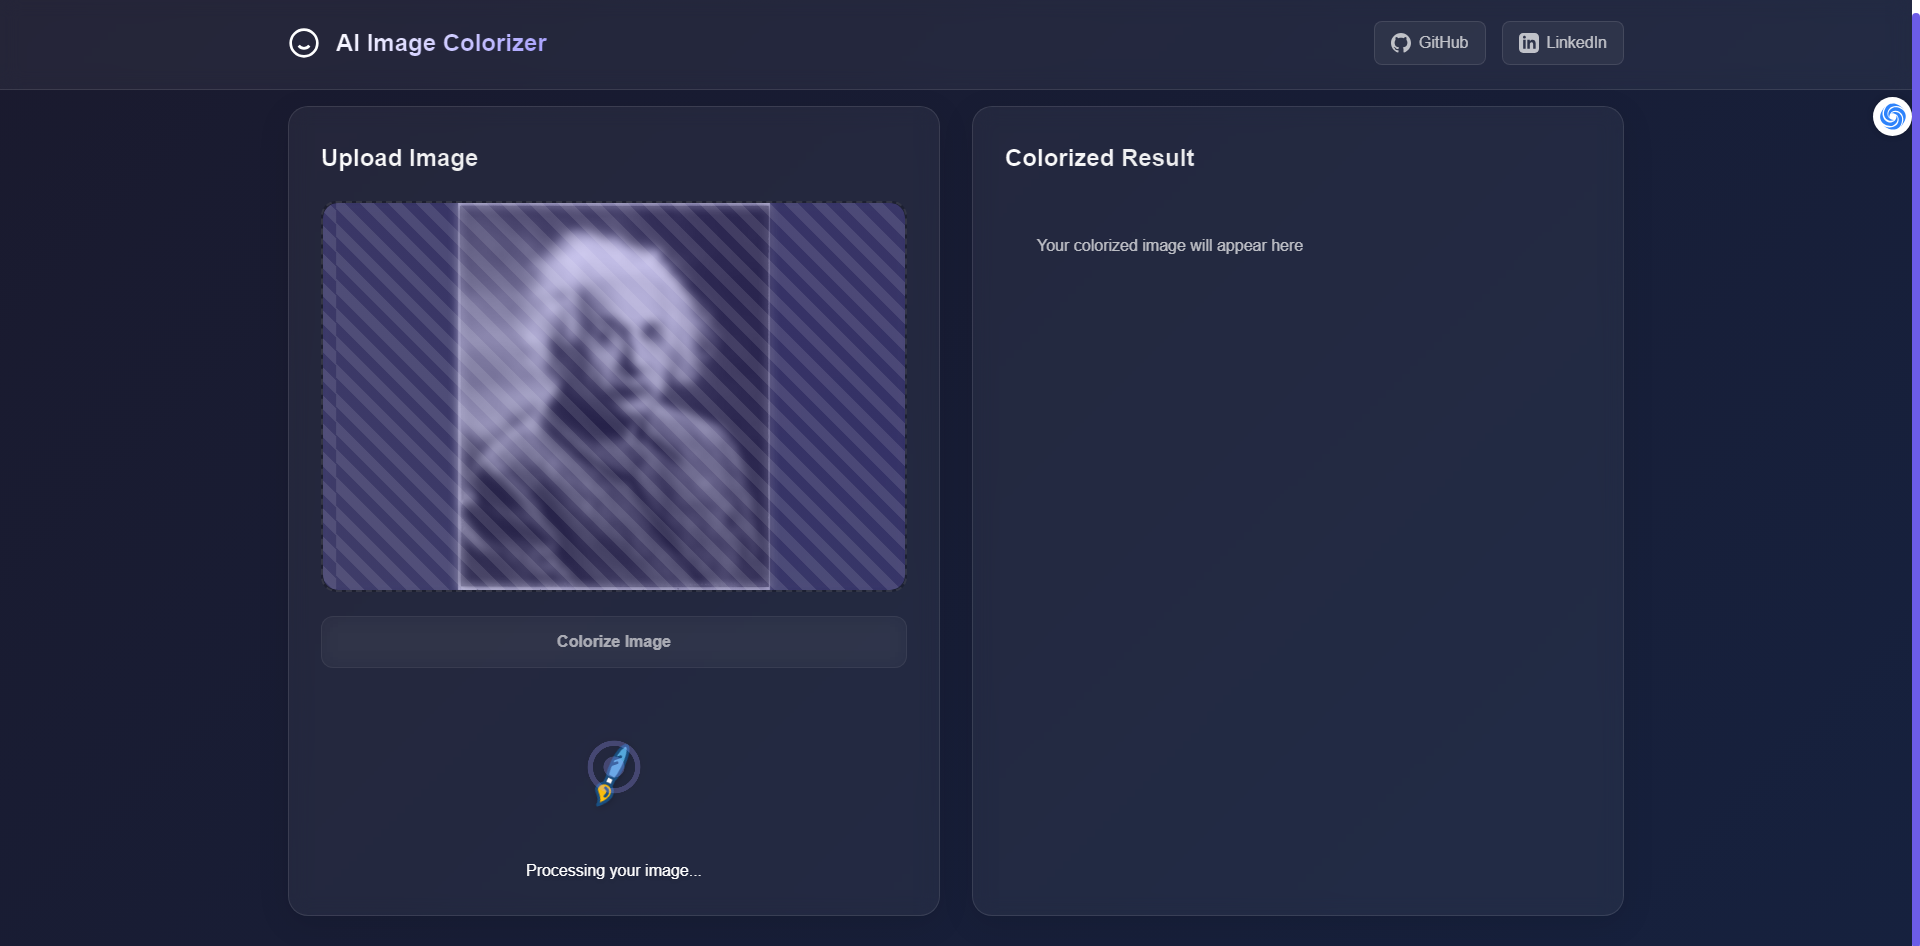 AI Image Colorizer
GitHub
LinkedIn
Upload Image
Colorize Image
Processing your image...
Colorized Result
Your colorized image will appear here